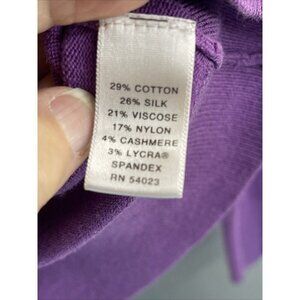 29% COTTON
26% SILK
21% VISCOSE
17% NYLON
4% CASHMERE
3% LYCRA®
SPANDEX
RN 54023